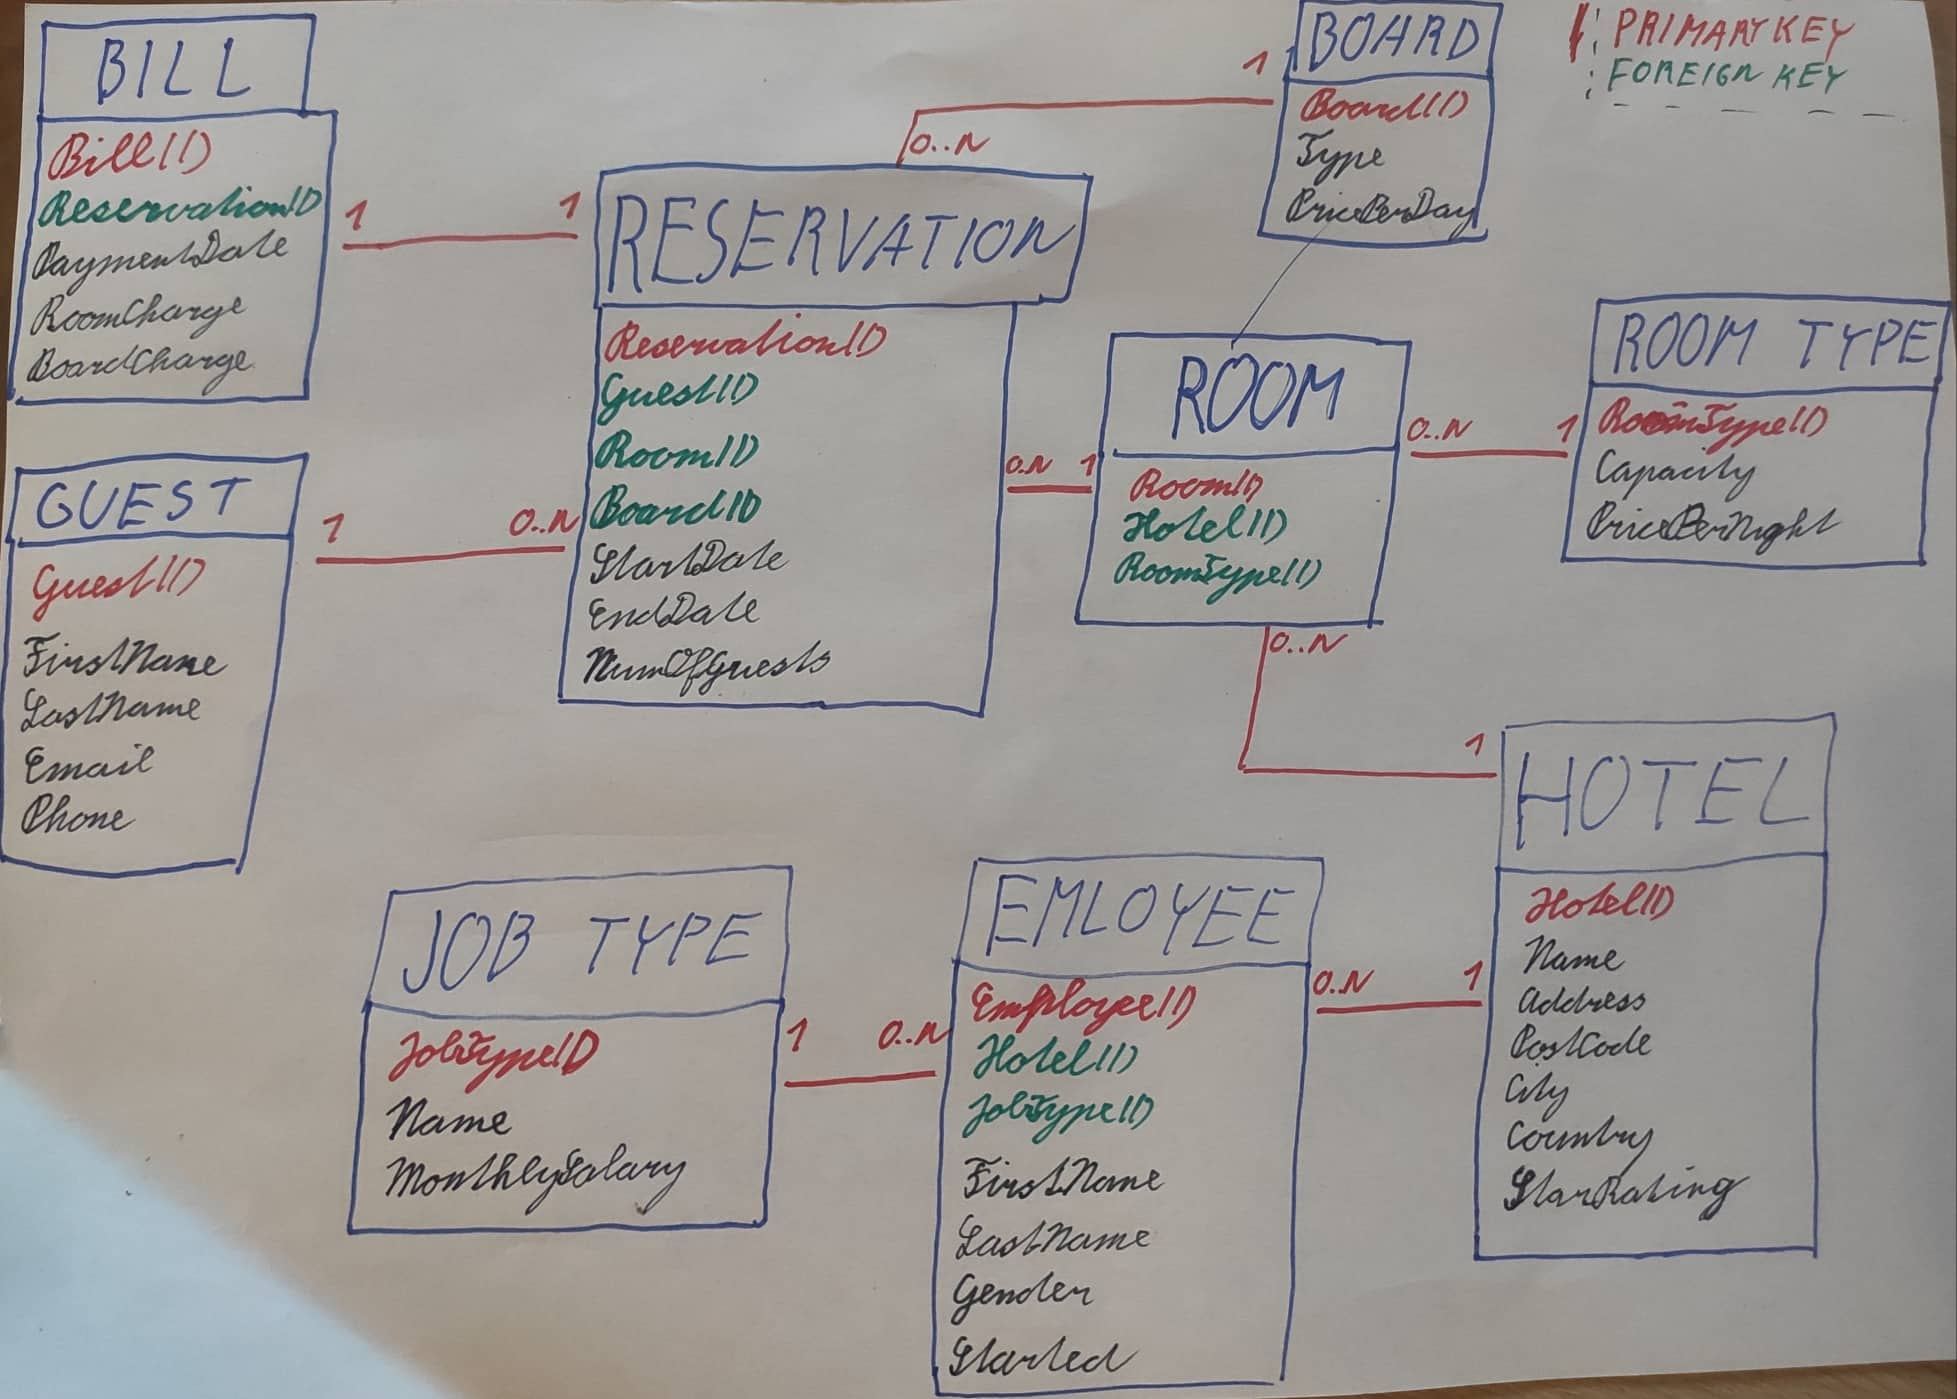 BILL
BillID
ReservationID
PaymentDate
RoomCharge
BoardCharge
1
1
0..N
1
BOARD
BoardID
Type
PricePerDay
: PRIMARY KEY
: FOREIGN KEY
RESERVATION
ReservationID
GuestID
RoomID
BoardID
StartDate
EndDate
NumOfGuests
GUEST
GuestID
FirstName
LastName
Email
Phone
1
0..N
0..N
1
ROOM
RoomID
HotelID
RoomTypeID
0..N
1
ROOM TYPE
RoomTypeID
Capacity
PricePerNight
0..N
1
HOTEL
HotelID
Name
Address
PostCode
City
Country
StarRating
JOB TYPE
JobTypeID
Name
MonthlySalary
1
0..N
EMLOYEE
EmployeeID
HotelID
JobTypeID
FirstName
LastName
Gender
Started
0..N
1